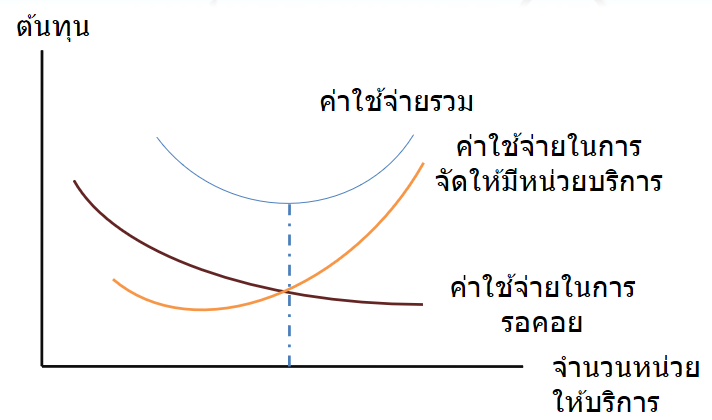 ต้นทุน
ค่าใช้จ่ายรวม
ค่าใช้จ่ายในการ
จัดให้มีหน่วยบริการ
ค่าใช้จ่ายในการ
รอคอย
จำนวนหน่วย
ให้บริการ